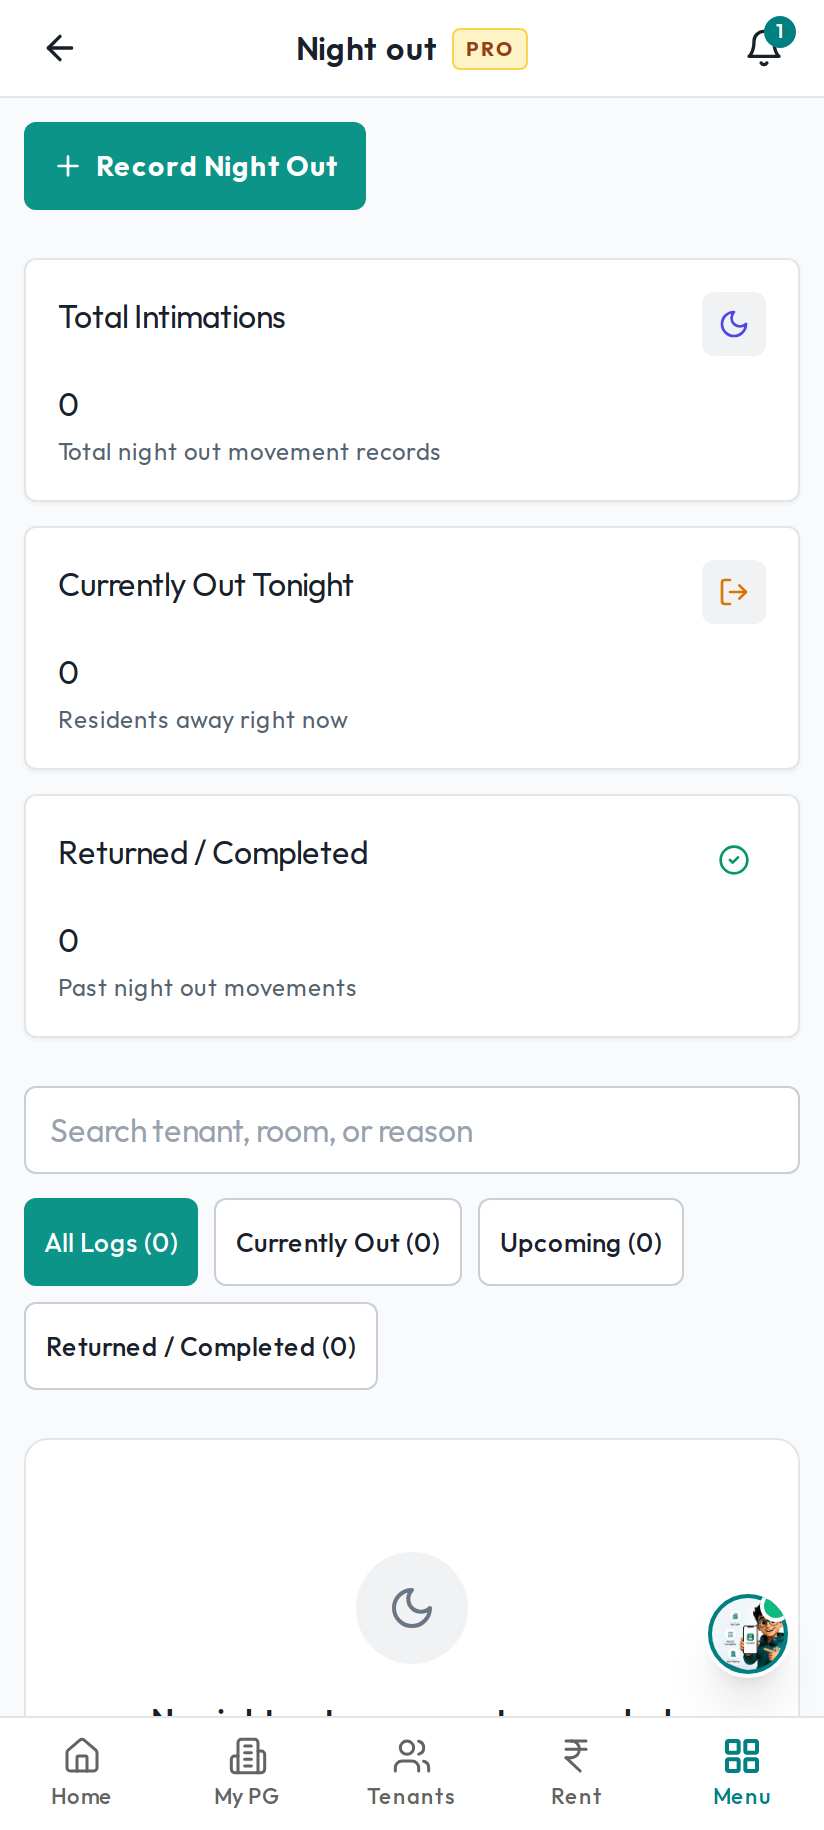 Night out PRO
1
Record Night Out
Total Intimations
0
Total night out movement records
Currently Out Tonight
0
Residents away right now
Returned / Completed
0
Past night out movements
Search tenant, room, or reason
All Logs (0) Currently Out (0) Upcoming (0)
Returned / Completed (0)
Home My PG Tenants Rent Menu